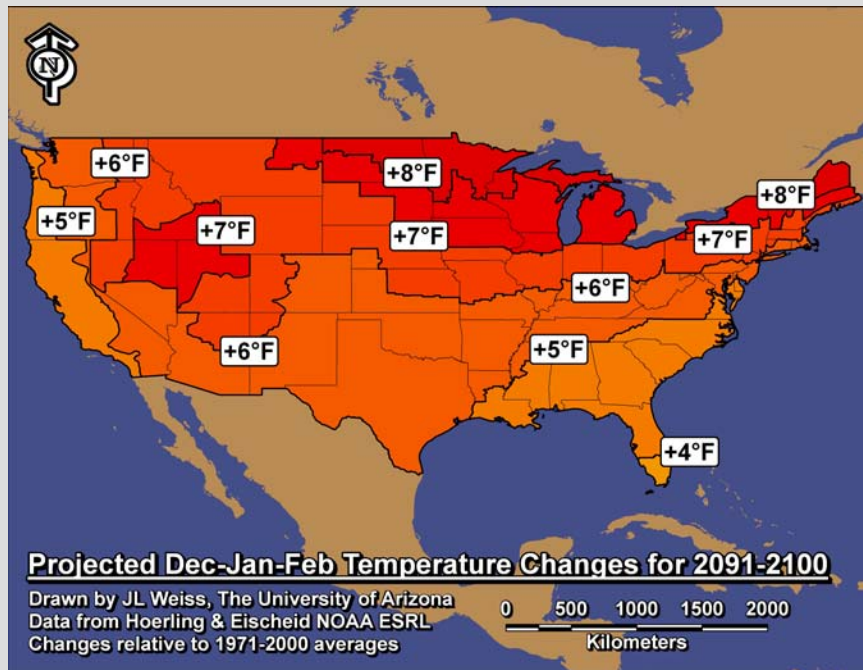 N
+6°F
+8°F
+8°F
+5°F
+7°F
+7°F
+7°F
+6°F
+6°F
+5°F
+4°F
Projected Dec-Jan-Feb Temperature Changes for 2091-2100
Drawn by JL Weiss, The University of Arizona
Data from Hoerling & Eischeid NOAA ESRL
Changes relative to 1971-2000 averages
0 500 1000 1500 2000
Kilometers